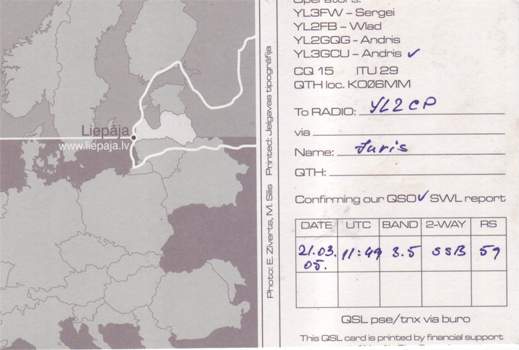 Liepāja
www.liepaja.lv
Photo: E. Ziverts, M. Silis Printed: Jelgavas tipogrāfija
Operators:
YL3FW – Sergei
YL2FB – Wlad
YL2GQG – Andris
YL3GCU – Andris ✓
CQ 15 ITU 29
QTH loc. KO06MM
To RADIO: YL2CP
via
Name: Juris
QTH:
Confirming our QSO ✓ SWL report
DATE UTC BAND 2-WAY RS
21.03.05. 11:49 3.5 SSB 59
QSL pse/tnx via buro
This QSL card is printed by financial support